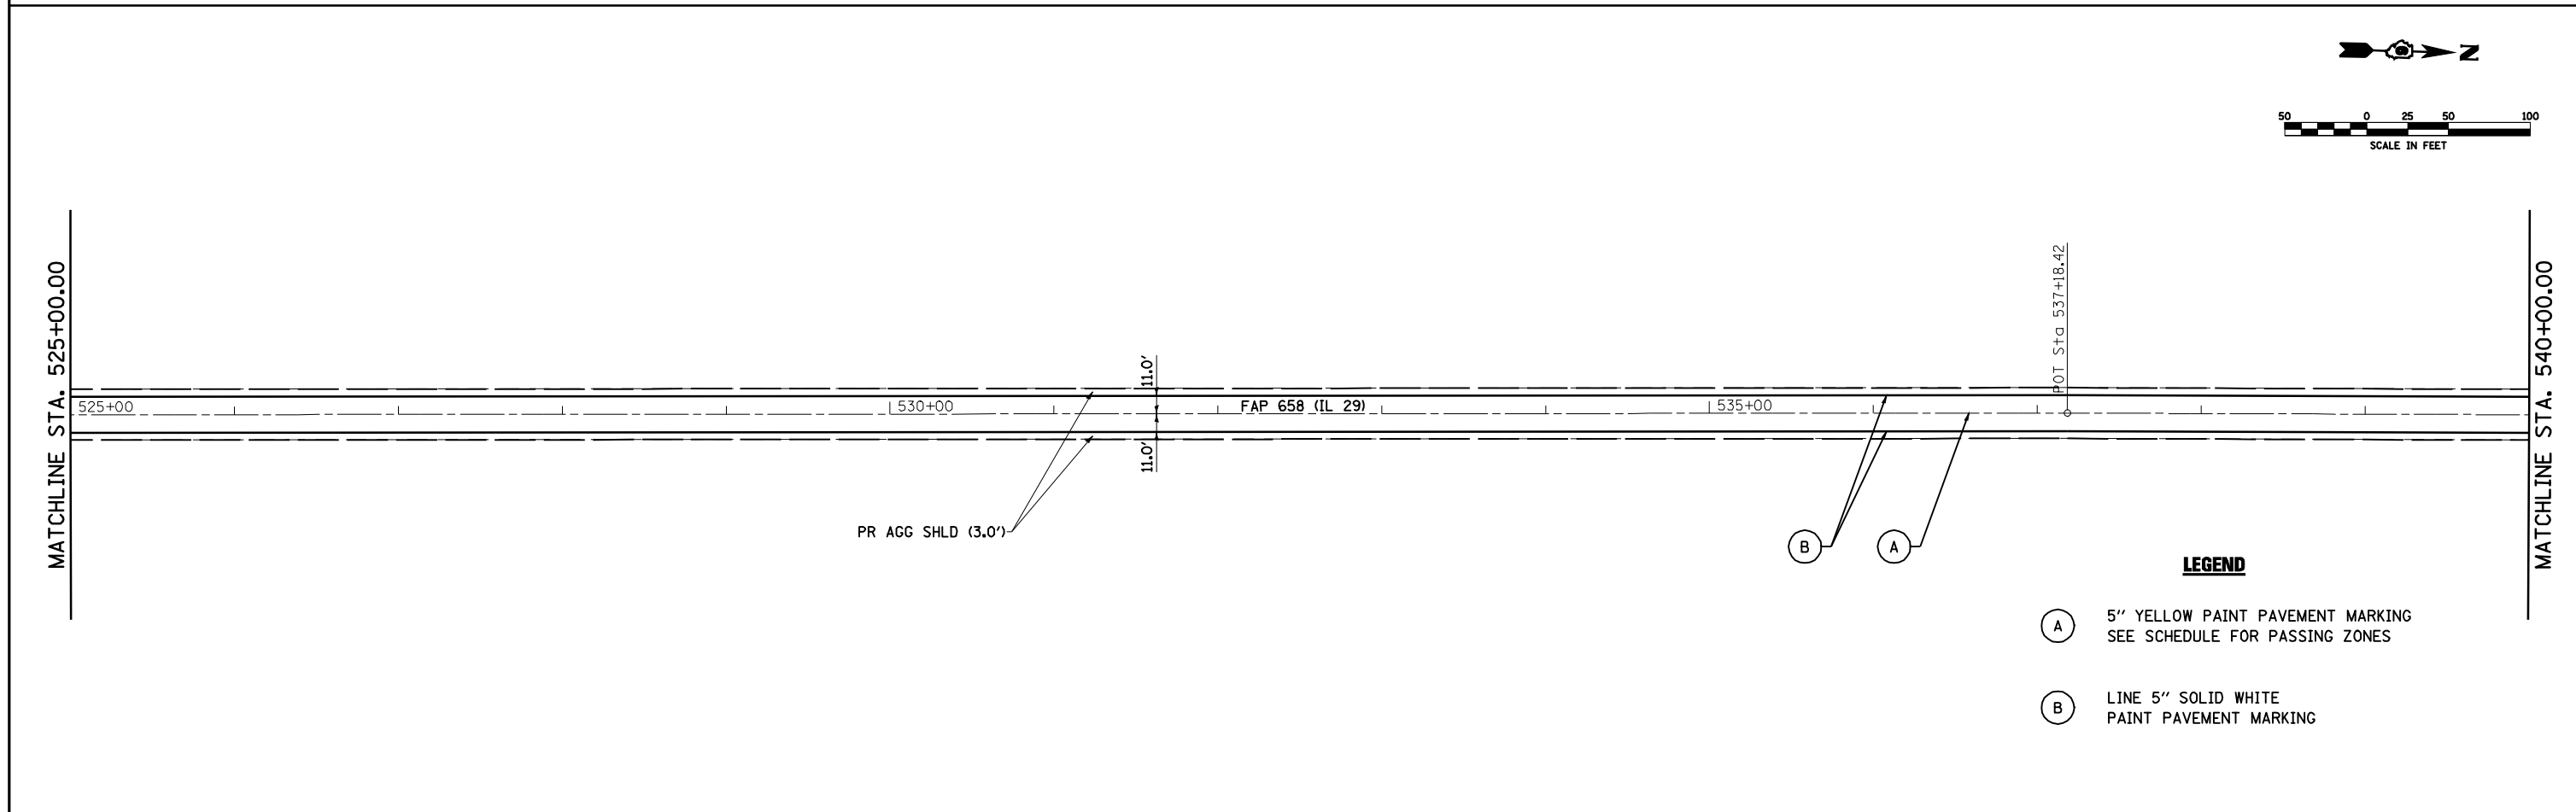 N
50 0 25 50 100
SCALE IN FEET
MATCHLINE STA. 525+00.00
MATCHLINE STA. 540+00.00
POT Sta 537+18.42
11.0'
525+00
530+00
FAP 658 (IL 29)
535+00
11.0'
PR AGG SHLD (3.0')
B
A
LEGEND
A
5" YELLOW PAINT PAVEMENT MARKING
SEE SCHEDULE FOR PASSING ZONES
B
LINE 5" SOLID WHITE
PAINT PAVEMENT MARKING